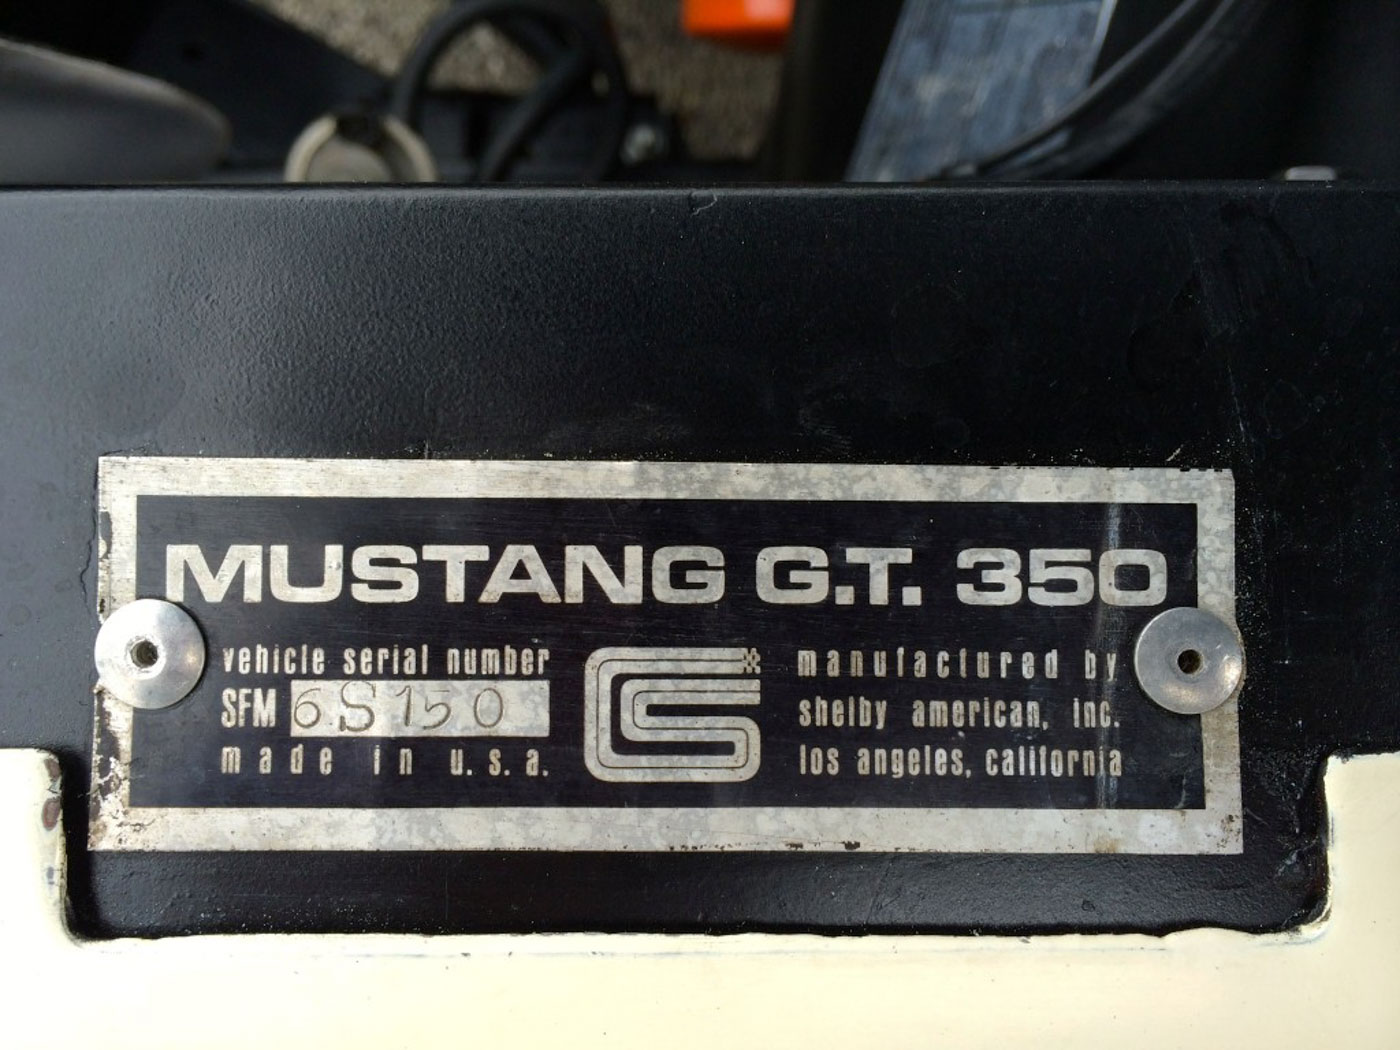 MUSTANG G.T. 350
vehicle serial number
SFM 6S150
made in u.s.a.
manufactured by
shelby american, inc.
los angeles, california